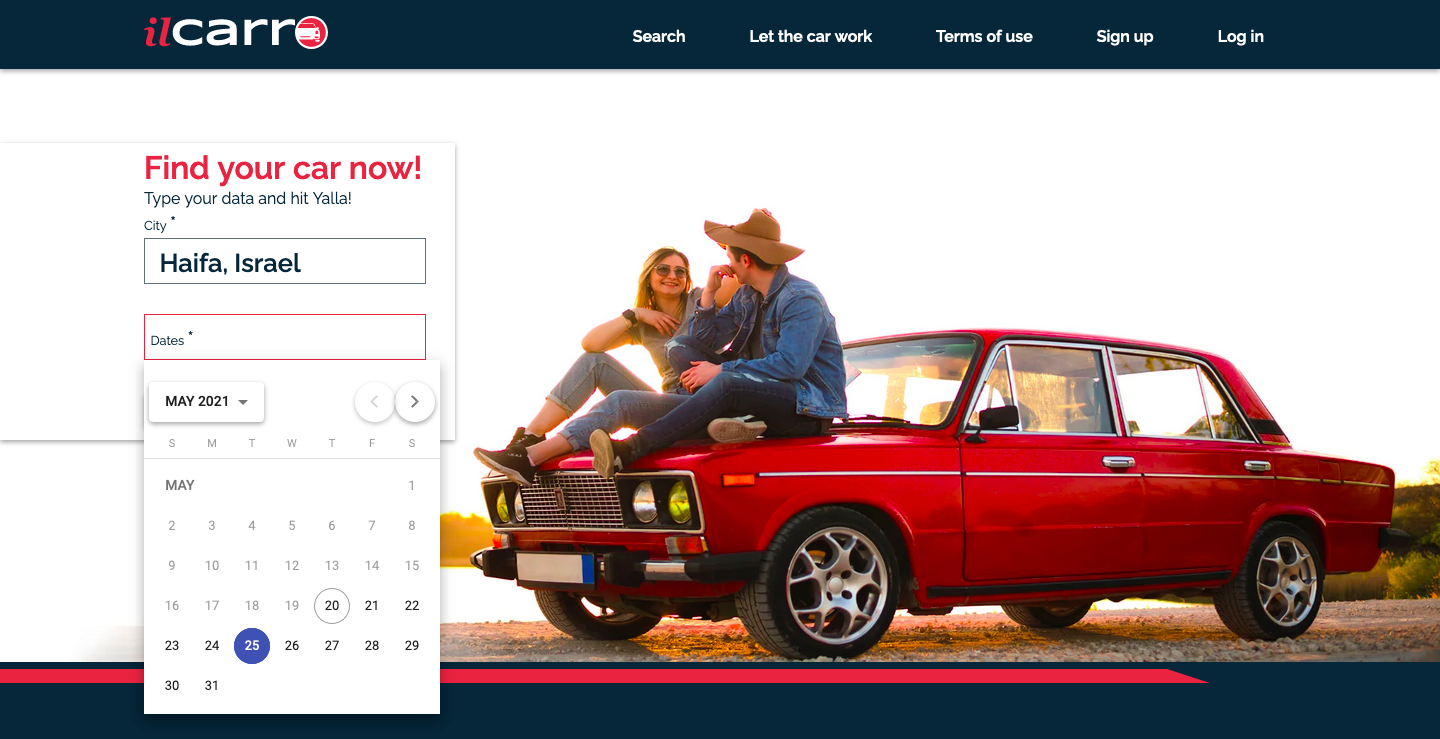 ilcarro
Search Let the car work Terms of use Sign up Log in
Find your car now!
Type your data and hit Yalla!
City *
Haifa, Israel
Dates *
MAY 2021
S M T W T F S
MAY 1
2 3 4 5 6 7 8
9 10 11 12 13 14 15
16 17 18 19 20 21 22
23 24 25 26 27 28 29
30 31